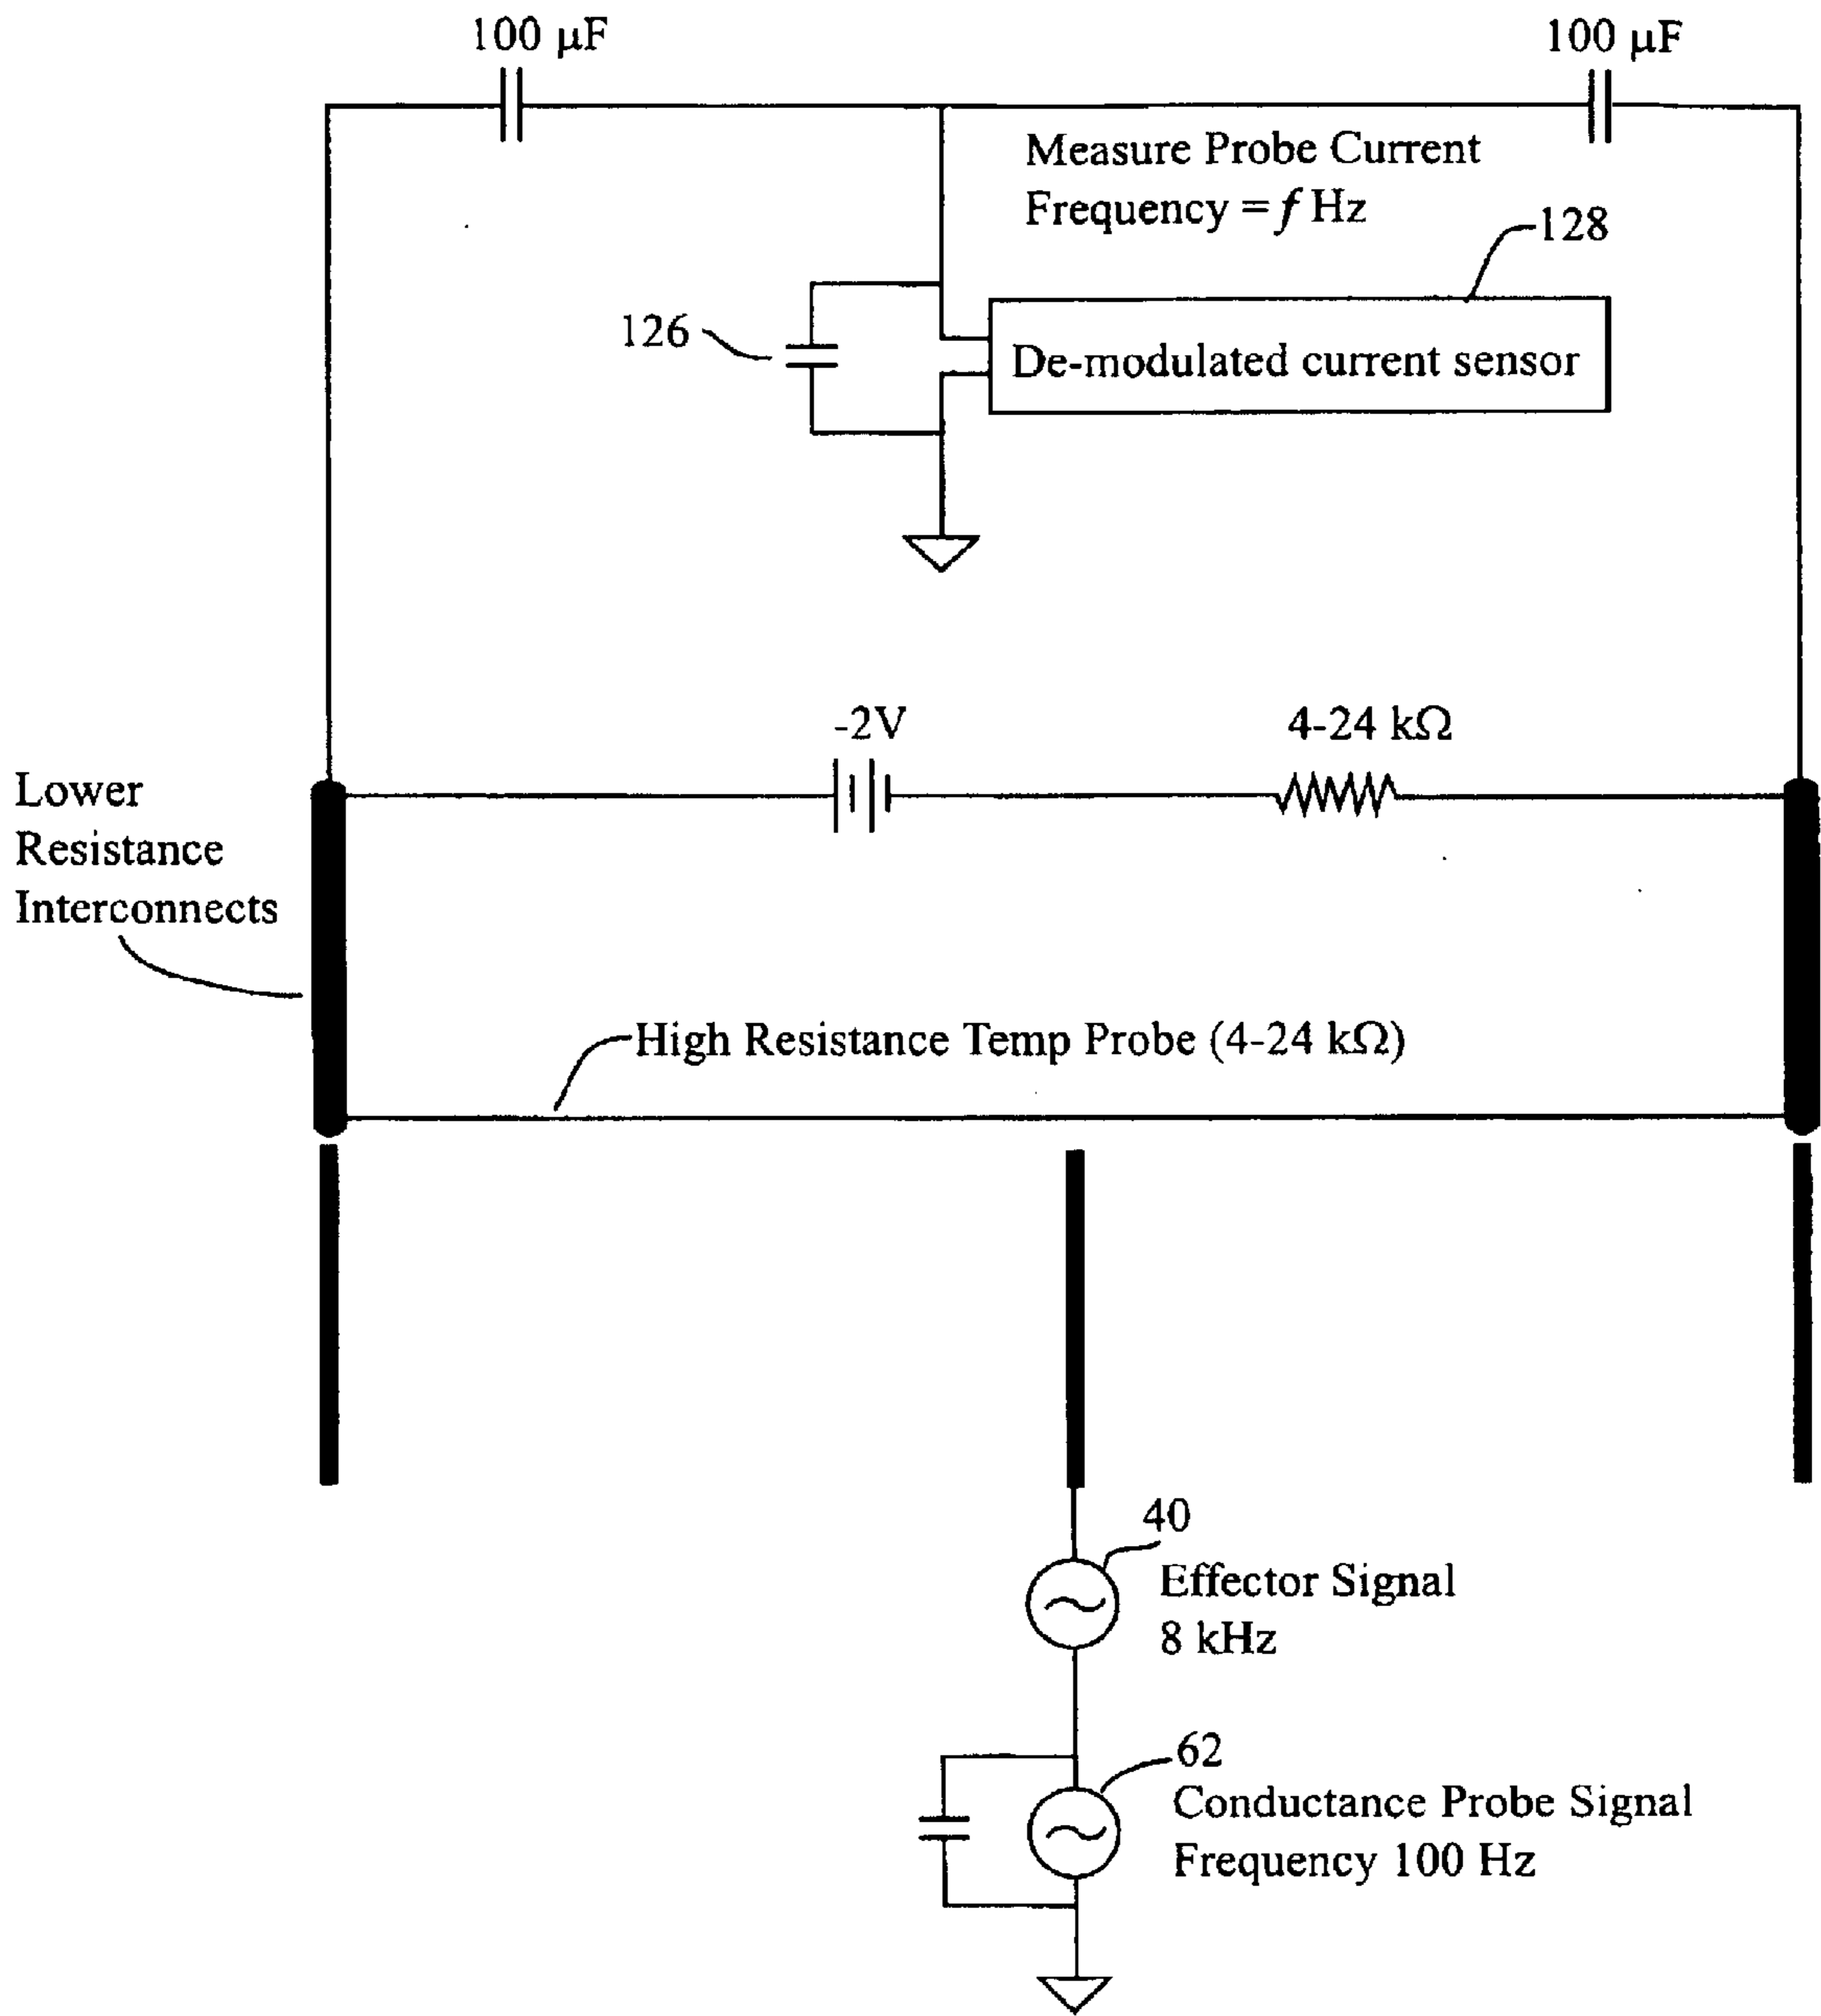 100 µF
100 µF
Measure Probe Current
Frequency = f Hz
128
126
De-modulated current sensor
-2V
4-24 kΩ
Lower
Resistance
Interconnects
High Resistance Temp Probe (4-24 kΩ)
40
Effector Signal
8 kHz
62
Conductance Probe Signal
Frequency 100 Hz